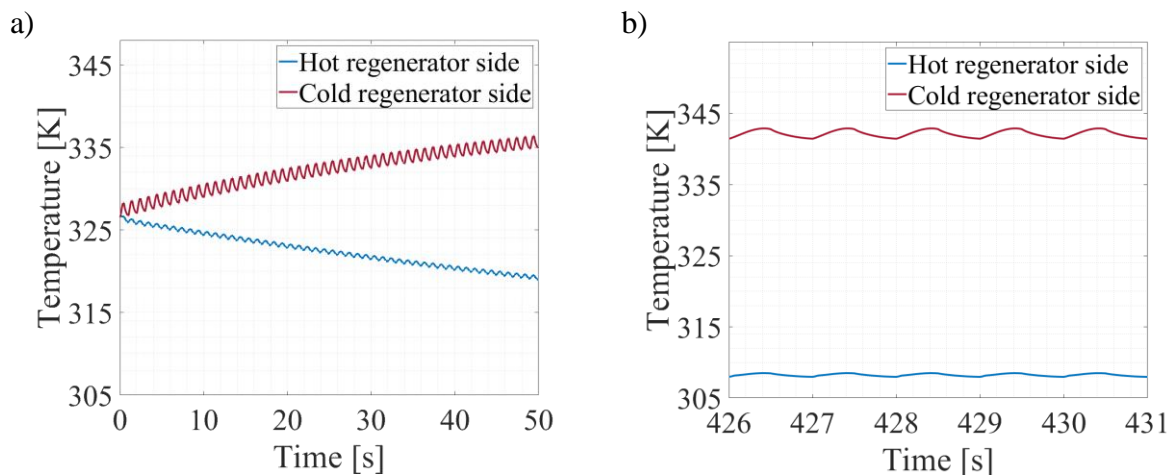 a)
Hot regenerator side
Cold regenerator side
345
335
325
315
305
Temperature [K]
0 10 20 30 40 50
Time [s]
b)
Hot regenerator side
Cold regenerator side
345
335
325
315
305
Temperature [K]
426 427 428 429 430 431
Time [s]